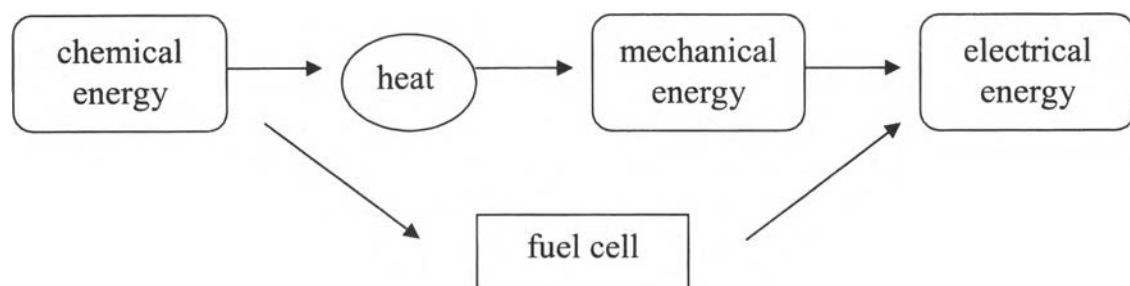 chemical
energy
heat
mechanical
energy
electrical
energy
fuel cell